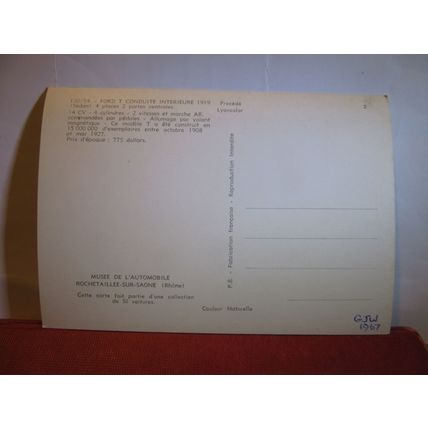 130/14 - FORD T CONDUITE INTERIEURE 1919
(Sedan) 4 places 2 portes centrales.
14 CV - 4 cylindres - 2 vitesses et marche AR.
commandées par pédales - Allumage par volant
magnétique - Ce modèle T a été construit en
15 000 000 d'exemplaires entre octobre 1908
et mai 1927.
Prix d'époque : 775 dollars.
Procédé
Lyoncolor
P.E. - Fabrication française - Reproduction Interdite
MUSEE DE L'AUTOMOBILE
ROCHETAILLEE-SUR-SAONE (Rhône)
Cette carte fait partie d'une collection
de 50 voitures.
Couleur Naturelle
1967